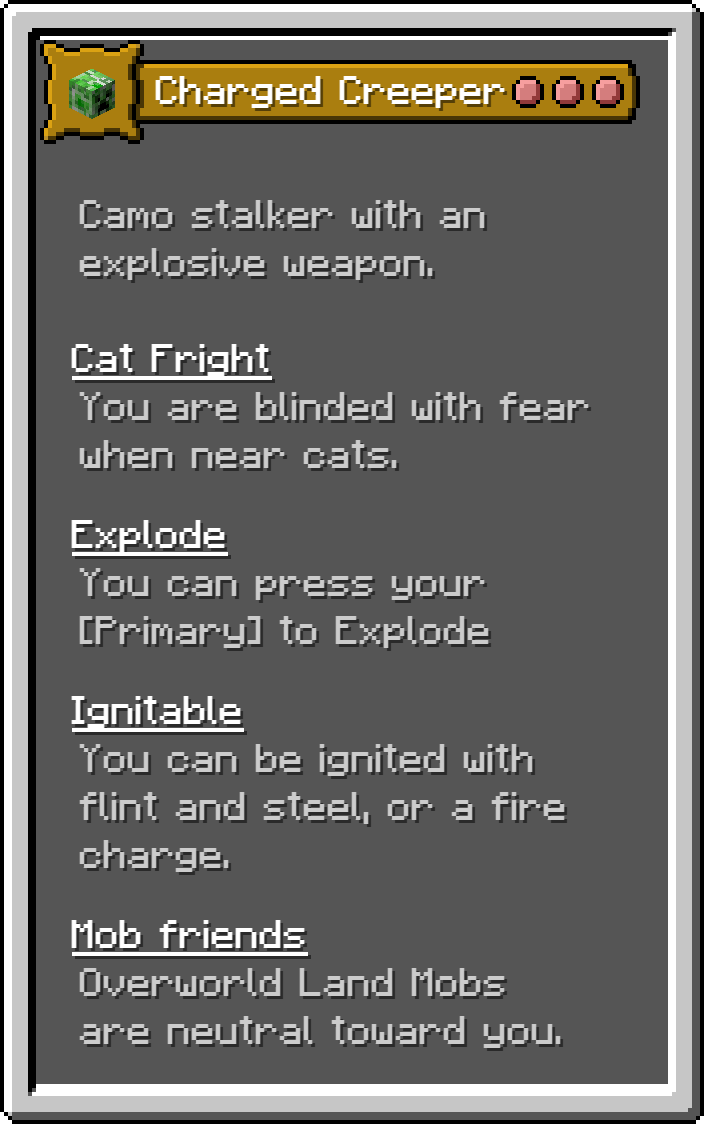 Charged Creeper
Camo stalker with an
explosive weapon.
Cat Fright
You are blinded with fear
when near cats.
Explode
You can press your
[Primary] to Explode
Ignitable
You can be ignited with
flint and steel, or a fire
charge.
Mob friends
Overworld Land Mobs
are neutral toward you.